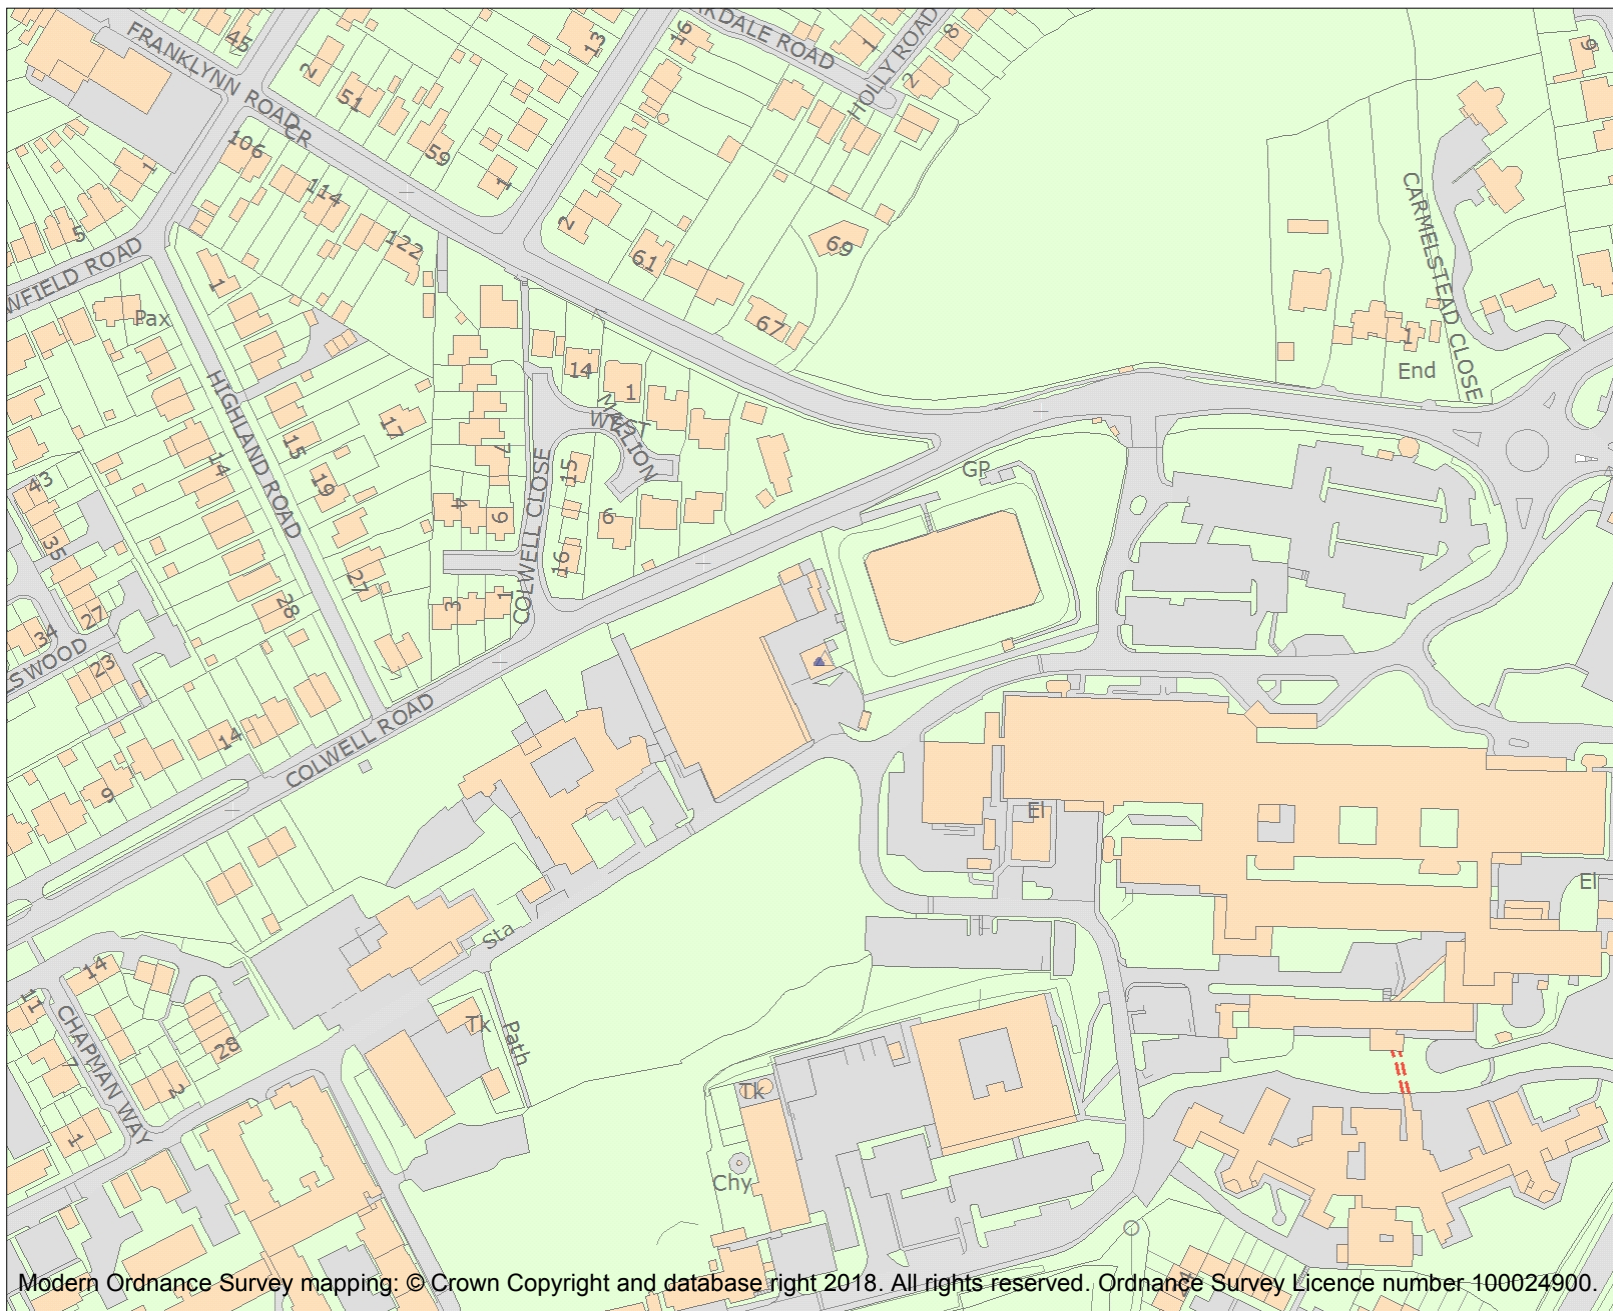 FRANKLYNN ROAD
45
2
51
13
16
KDALE ROAD
1
HOLLY ROAD
8
2
9
CR
106
114
59
1
1
5
122
2
61
69
67
CARMELSTEAD CLOSE
1
End
WFIELD ROAD
Pax
1
HIGHLAND ROAD
14
1
WEST
17
15
14
19
7
4
6
15
COLWELL CLOSE
6
16
GP
43
35
27
28
27
3
1
34
LSWOOD
23
COLWELL ROAD
14
9
El
El
Sta
14
11
CHAPMAN WAY
7
28
2
1
Tk
Path
Tk
Chy
Modern Ordnance Survey mapping: © Crown Copyright and database right 2018. All rights reserved. Ordnance Survey Licence number 100024900.